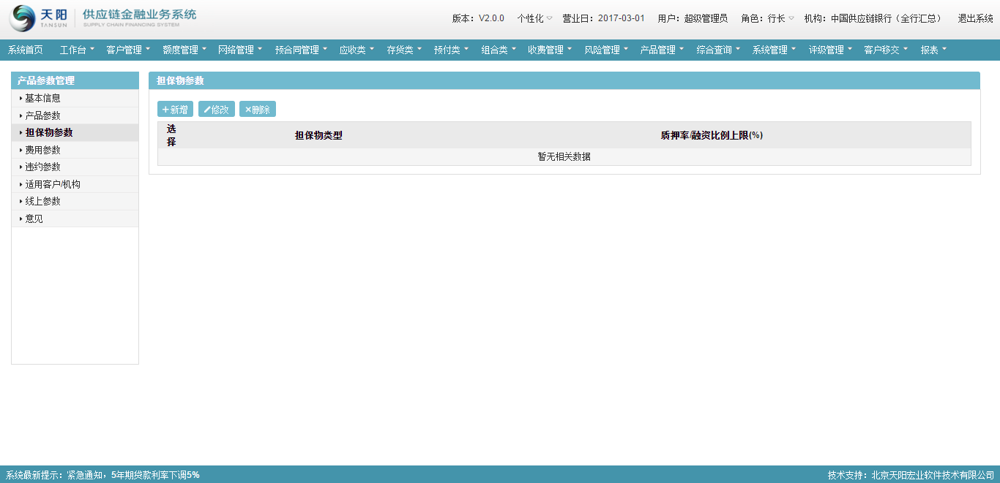 天阳 供应链金融业务系统
TANSUN SUPPLY CHAIN FINANCING SYSTEM
版本：V2.0.0 个性化 营业日：2017-03-01 用户：超级管理员 角色：行长 机构：中国供应链银行（全行汇总） 退出系统
系统首页 工作台 客户管理 额度管理 网络管理 预合同管理 应收类 存货类 预付类 组合类 收费管理 风险管理 产品管理 综合查询 系统管理 评级管理 客户移交 报表
产品参数管理
基本信息
产品参数
担保物参数
费用参数
违约参数
适用客户/机构
线上参数
意见
担保物参数
新增 修改 删除
选择 担保物类型 质押率/融资比例上限(%)
暂无相关数据
系统最新提示：紧急通知，5年期贷款利率下调5% 技术支持：北京天阳宏业软件技术有限公司